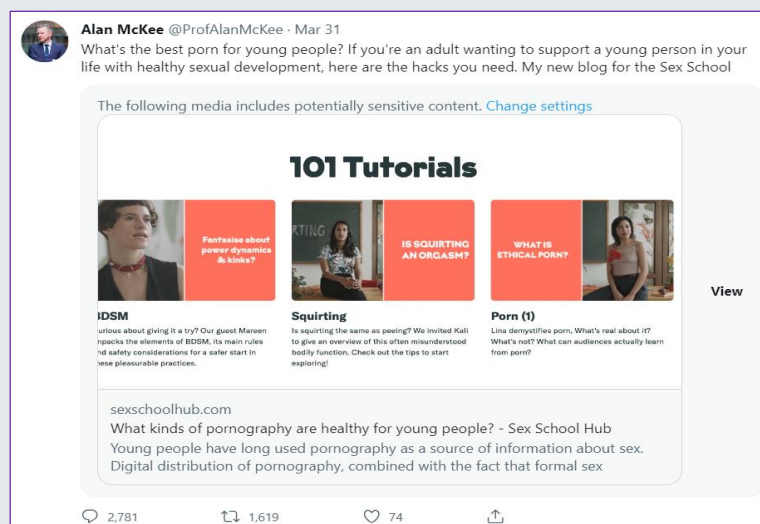 Alan McKee @ProfAlanMcKee · Mar 31
What's the best porn for young people? If you're an adult wanting to support a young person in your
life with healthy sexual development, here are the hacks you need. My new blog for the Sex School
The following media includes potentially sensitive content. Change settings
101 Tutorials
Fantasise about
power dynamics
& kinks?
RTING
IS SQUIRTING
AN ORGASM?
WHAT IS
ETHICAL PORN?
View
BDSM
urious about giving it a try? Our guest Mareen
npacks the elements of BDSM, its main rules
nd safety considerations for a safer start in
hese pleasurable practices.
Squirting
Is squirting the same as peeing? We invited Kali
to give an overview of this often misunderstood
bodily function. Check out the tips to start
exploring!
Porn (1)
Lina demystifies porn, What's real about it?
What's not? What can audiences actually learn
from porn?
sexschoolhub.com
What kinds of pornography are healthy for young people? - Sex School Hub
Young people have long used pornography as a source of information about sex.
Digital distribution of pornography, combined with the fact that formal sex
2,781 1,619 74